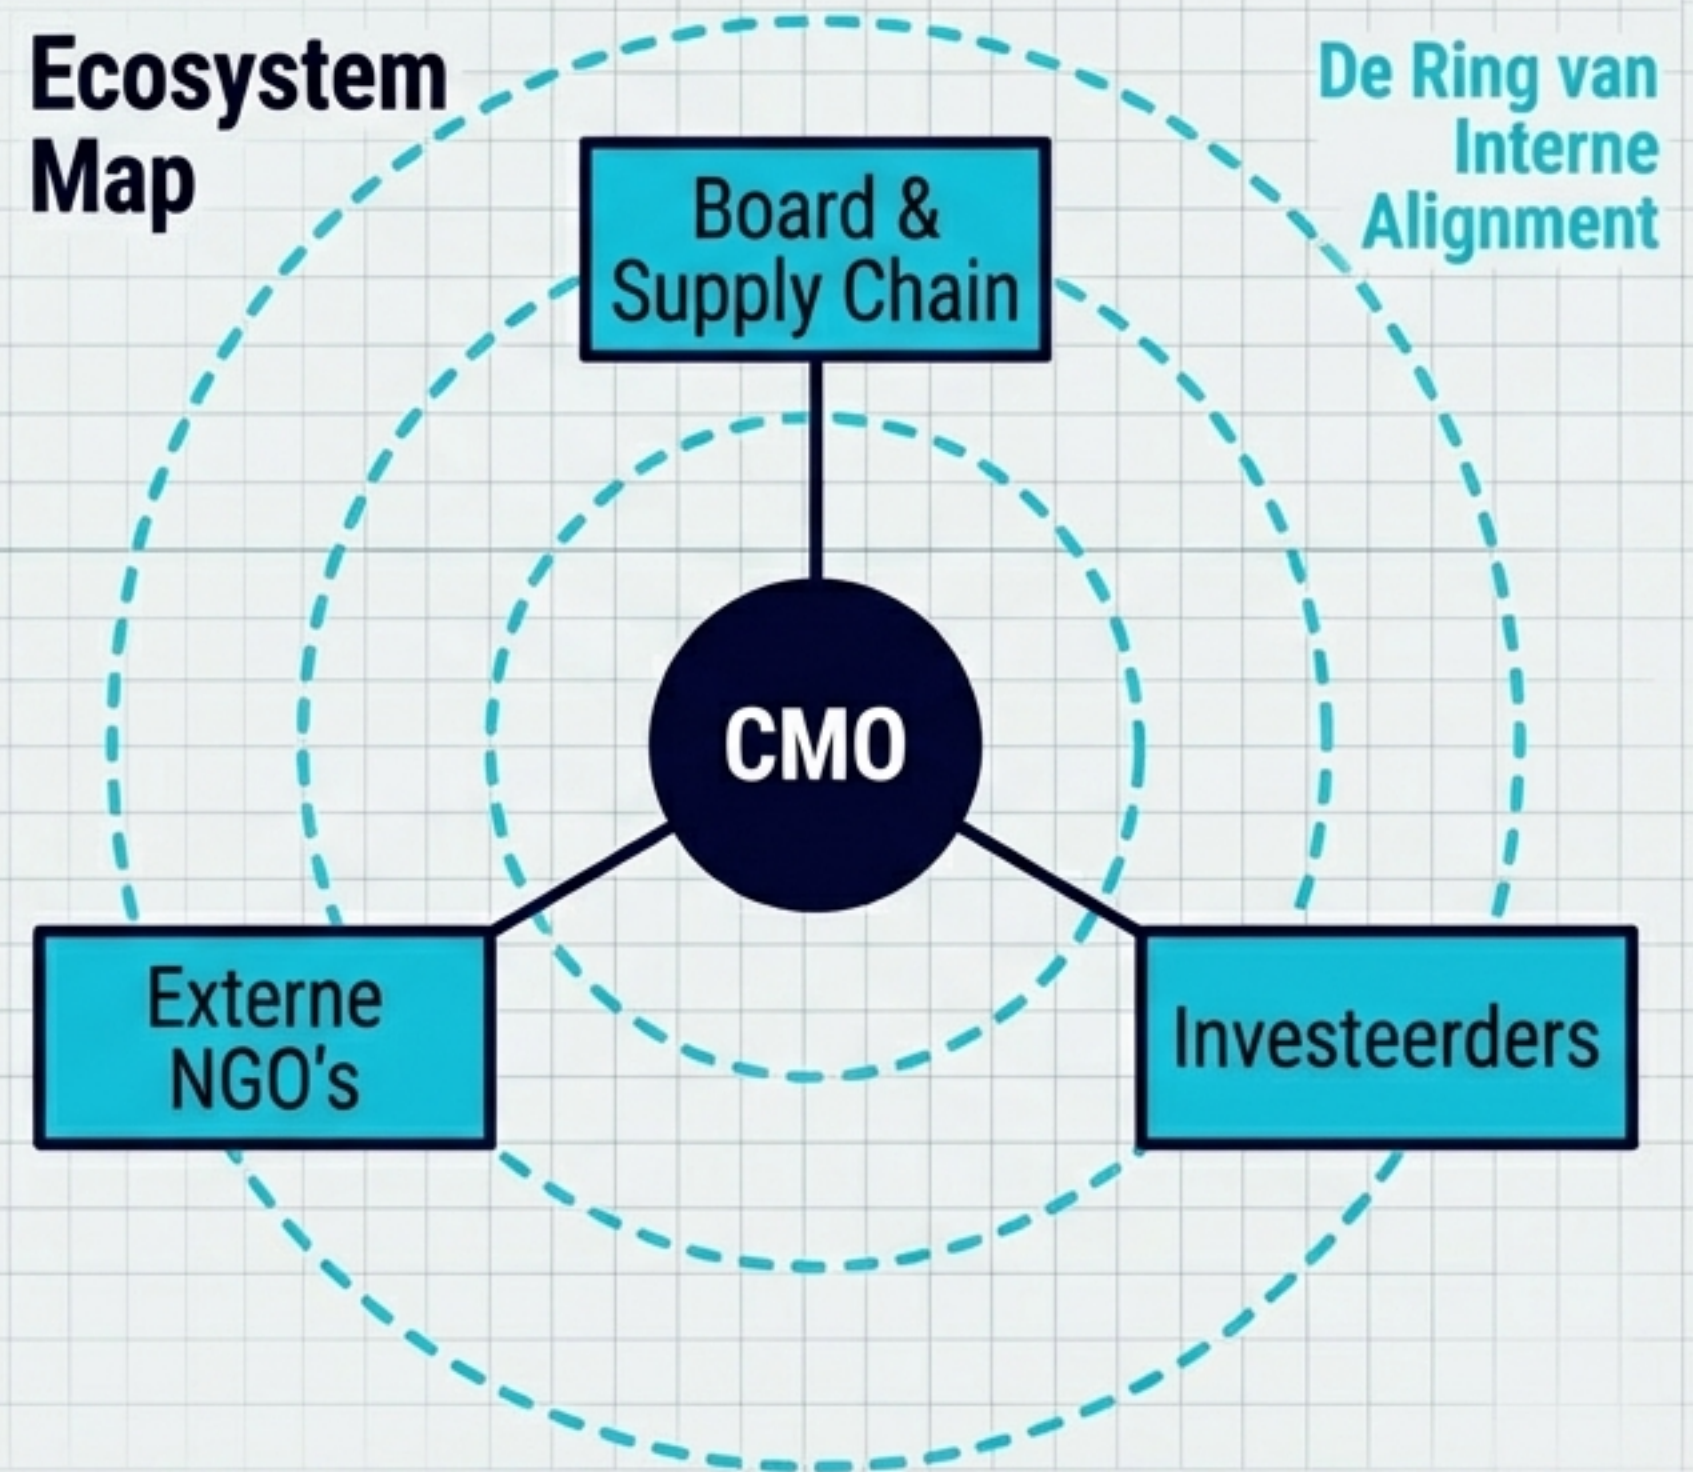 Ecosystem
Map
De Ring van
Interne
Alignment
Board &
Supply Chain
CMO
Externe
NGO's
Investeerders